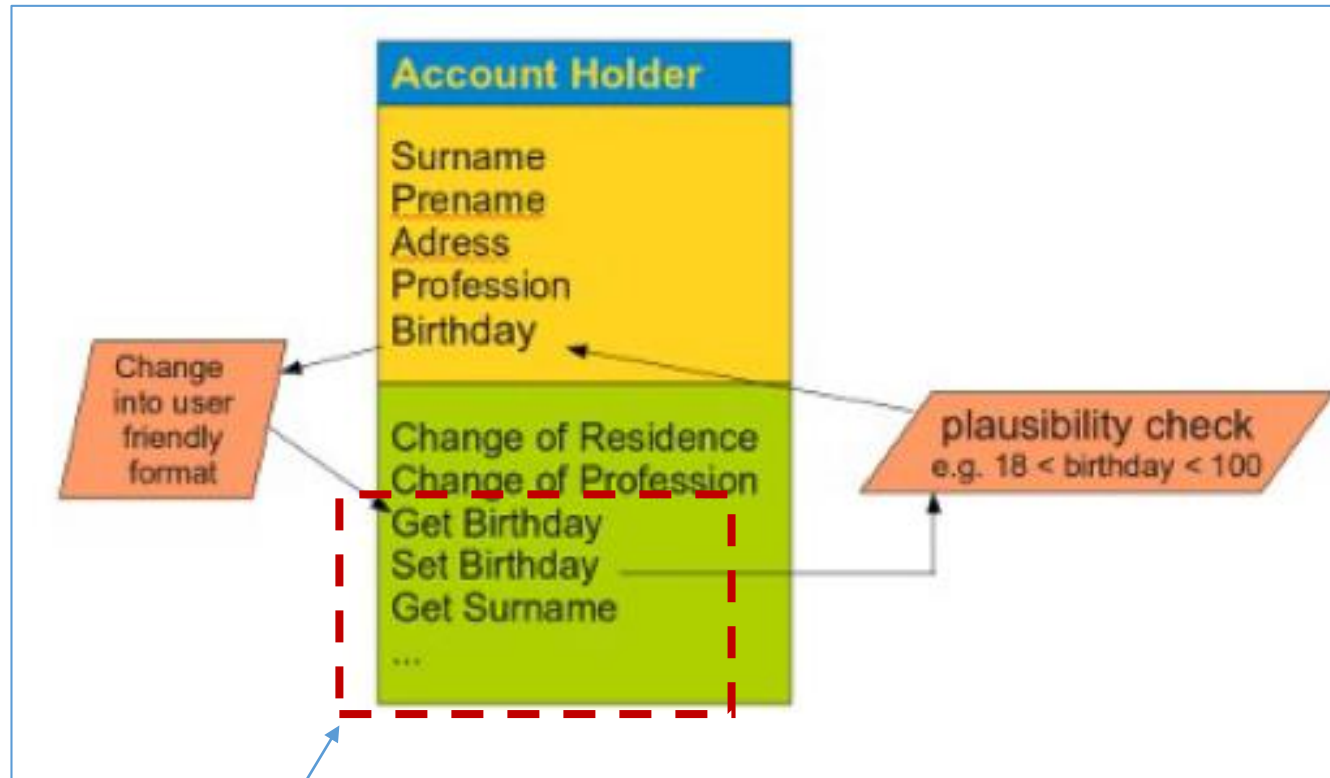 Account Holder
Surname
Prename
Adress
Profession
Birthday
Change
into user
friendly
format
plausibility check
e.g. 18 < birthday < 100
Change of Residence
Change of Profession
Get Birthday
Set Birthday
Get Surname
...